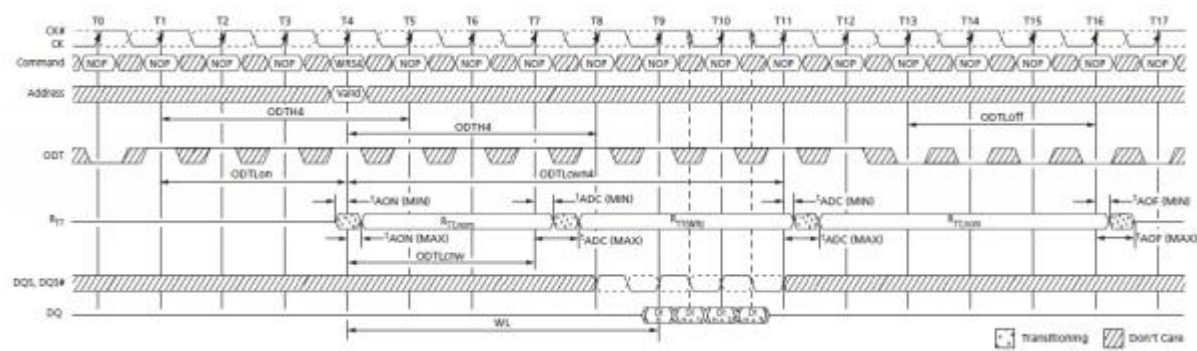 T0 T1 T2 T3 T4 T5 T6 T7 T8 T9 T10 T11 T12 T13 T14 T15 T16 T17
CK#
CK
Command NOP NOP NOP NOP WRS4 NOP NOP NOP NOP NOP NOP NOP NOP NOP NOP NOP NOP NOP
Address Valid
ODTH4 ODTLoff
ODTH4
ODT
ODTLon ODTLcwn4
tAON (MIN) tADC (MIN) tADC (MIN) tAOF (MIN)
RTT RTT,nom RTT(WR) RTT,nom
tAON (MAX) tADC (MAX) tADC (MAX) tAOF (MAX)
ODTLcnw
DQS, DQS#
DQ DI DI DI DI
WL
Transitioning Don't Care